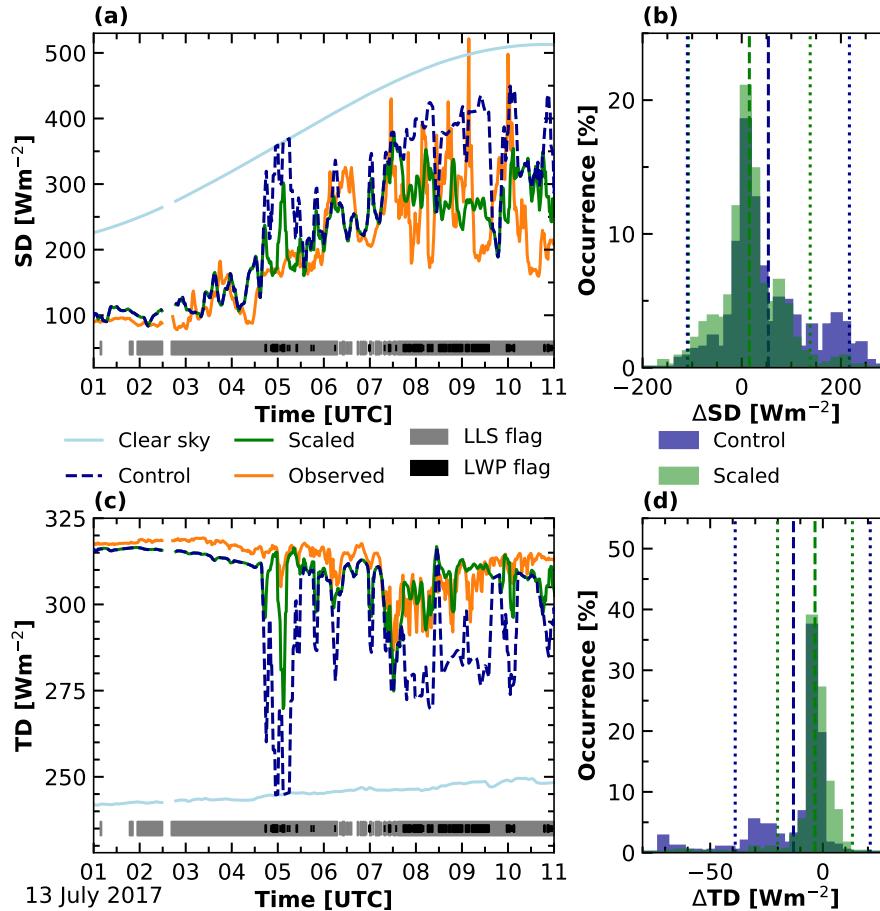 (a)
(b)
500
400
300
200
100
SD [Wm⁻²]
01 02 03 04 05 06 07 08 09 10 11
Time [UTC]
20
10
0
Occurrence [%]
−200 0 200
ΔSD [Wm⁻²]
Clear sky
Control
Scaled
Observed
LLS flag
LWP flag
Control
Scaled
(c)
(d)
325
300
275
250
TD [Wm⁻²]
01 02 03 04 05 06 07 08 09 10 11
Time [UTC]
50
40
30
20
10
0
Occurrence [%]
−50 0
ΔTD [Wm⁻²]
13 July 2017